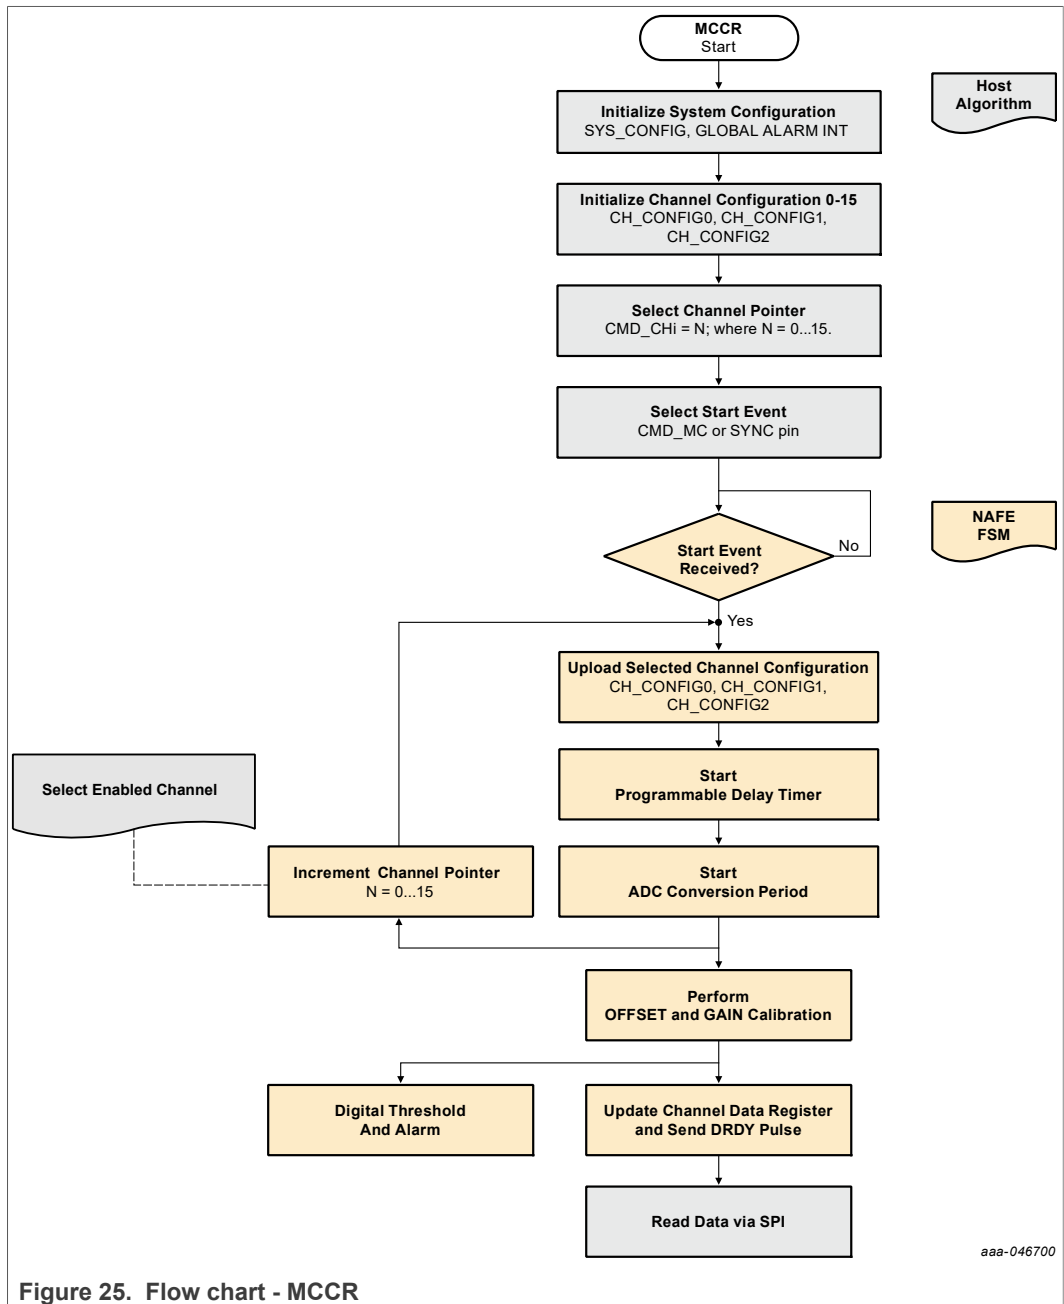 MCCR
Start
Host
Algorithm
Initialize System Configuration
SYS_CONFIG, GLOBAL ALARM INT
Initialize Channel Configuration 0-15
CH_CONFIG0, CH_CONFIG1,
CH_CONFIG2
Select Channel Pointer
CMD_CHi = N; where N = 0...15.
Select Start Event
CMD_MC or SYNC pin
NAFE
FSM
Start Event
Received?
No
Yes
Upload Selected Channel Configuration
CH_CONFIG0, CH_CONFIG1,
CH_CONFIG2
Start
Programmable Delay Timer
Select Enabled Channel
Increment Channel Pointer
N = 0...15
Start
ADC Conversion Period
Perform
OFFSET and GAIN Calibration
Digital Threshold
And Alarm
Update Channel Data Register
and Send DRDY Pulse
Read Data via SPI
aaa-046700
Figure 25. Flow chart - MCCR